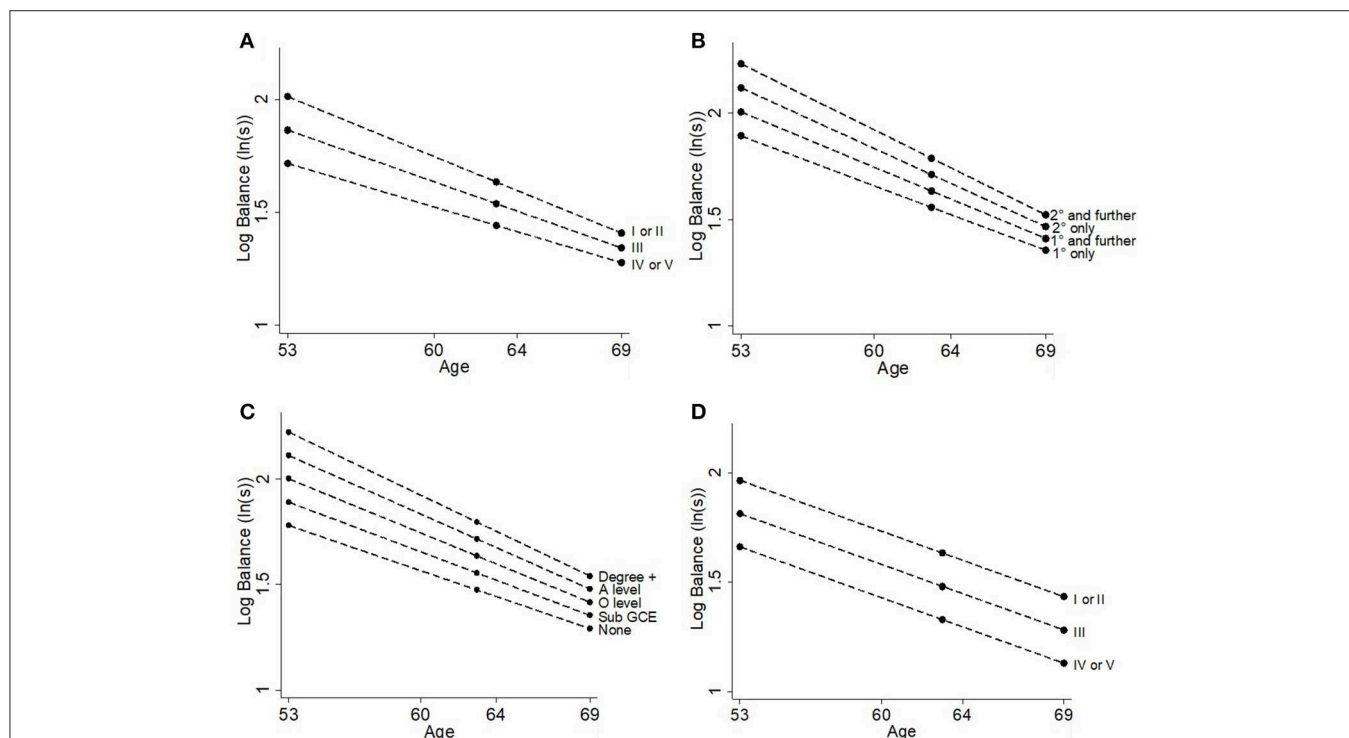 A
Log Balance (ln(s))
2
1.5
1
I or II
III
IV or V
53
60
64
69
Age
B
Log Balance (ln(s))
2
1.5
1
2° and further
2° only
1° and further
1° only
53
60
64
69
Age
C
Log Balance (ln(s))
2
1.5
1
Degree +
A level
O level
Sub GCE
None
53
60
64
69
Age
D
Log Balance (ln(s))
2
1.5
1
I or II
III
IV or V
53
60
64
69
Age